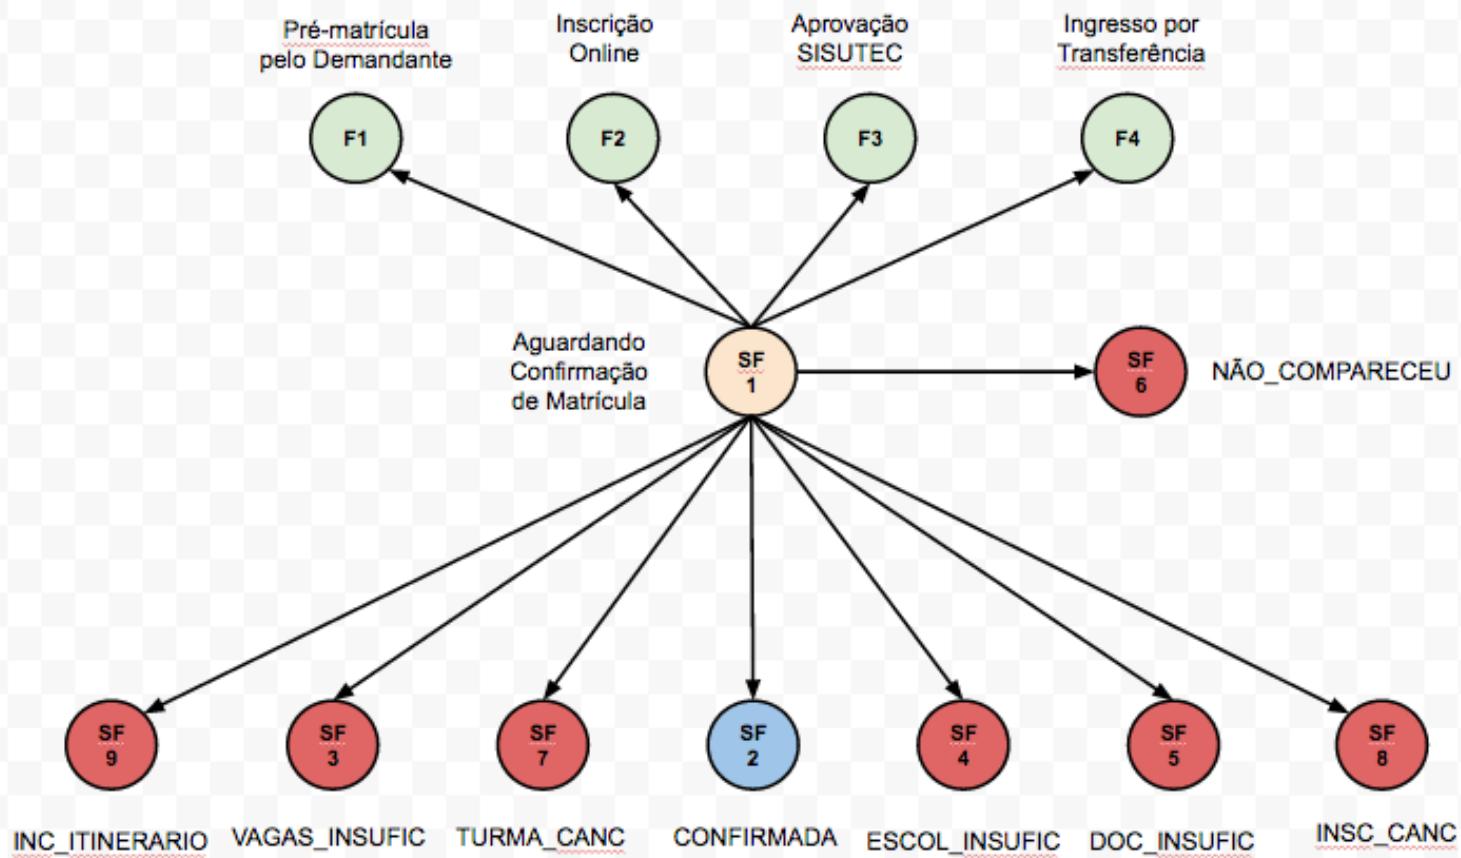 Pré-matrícula
pelo Demandante
Inscrição
Online
Aprovação
SISUTEC
Ingresso por
Transferência
F1
F2
F3
F4
Aguardando
Confirmação
de Matrícula
SF
1
SF
6
NÃO_COMPARECEU
SF
9
SF
3
SF
7
SF
2
SF
4
SF
5
SF
8
INC_ITINERARIO
VAGAS_INSUFIC
TURMA_CANC
CONFIRMADA
ESCOL_INSUFIC
DOC_INSUFIC
INSC_CANC